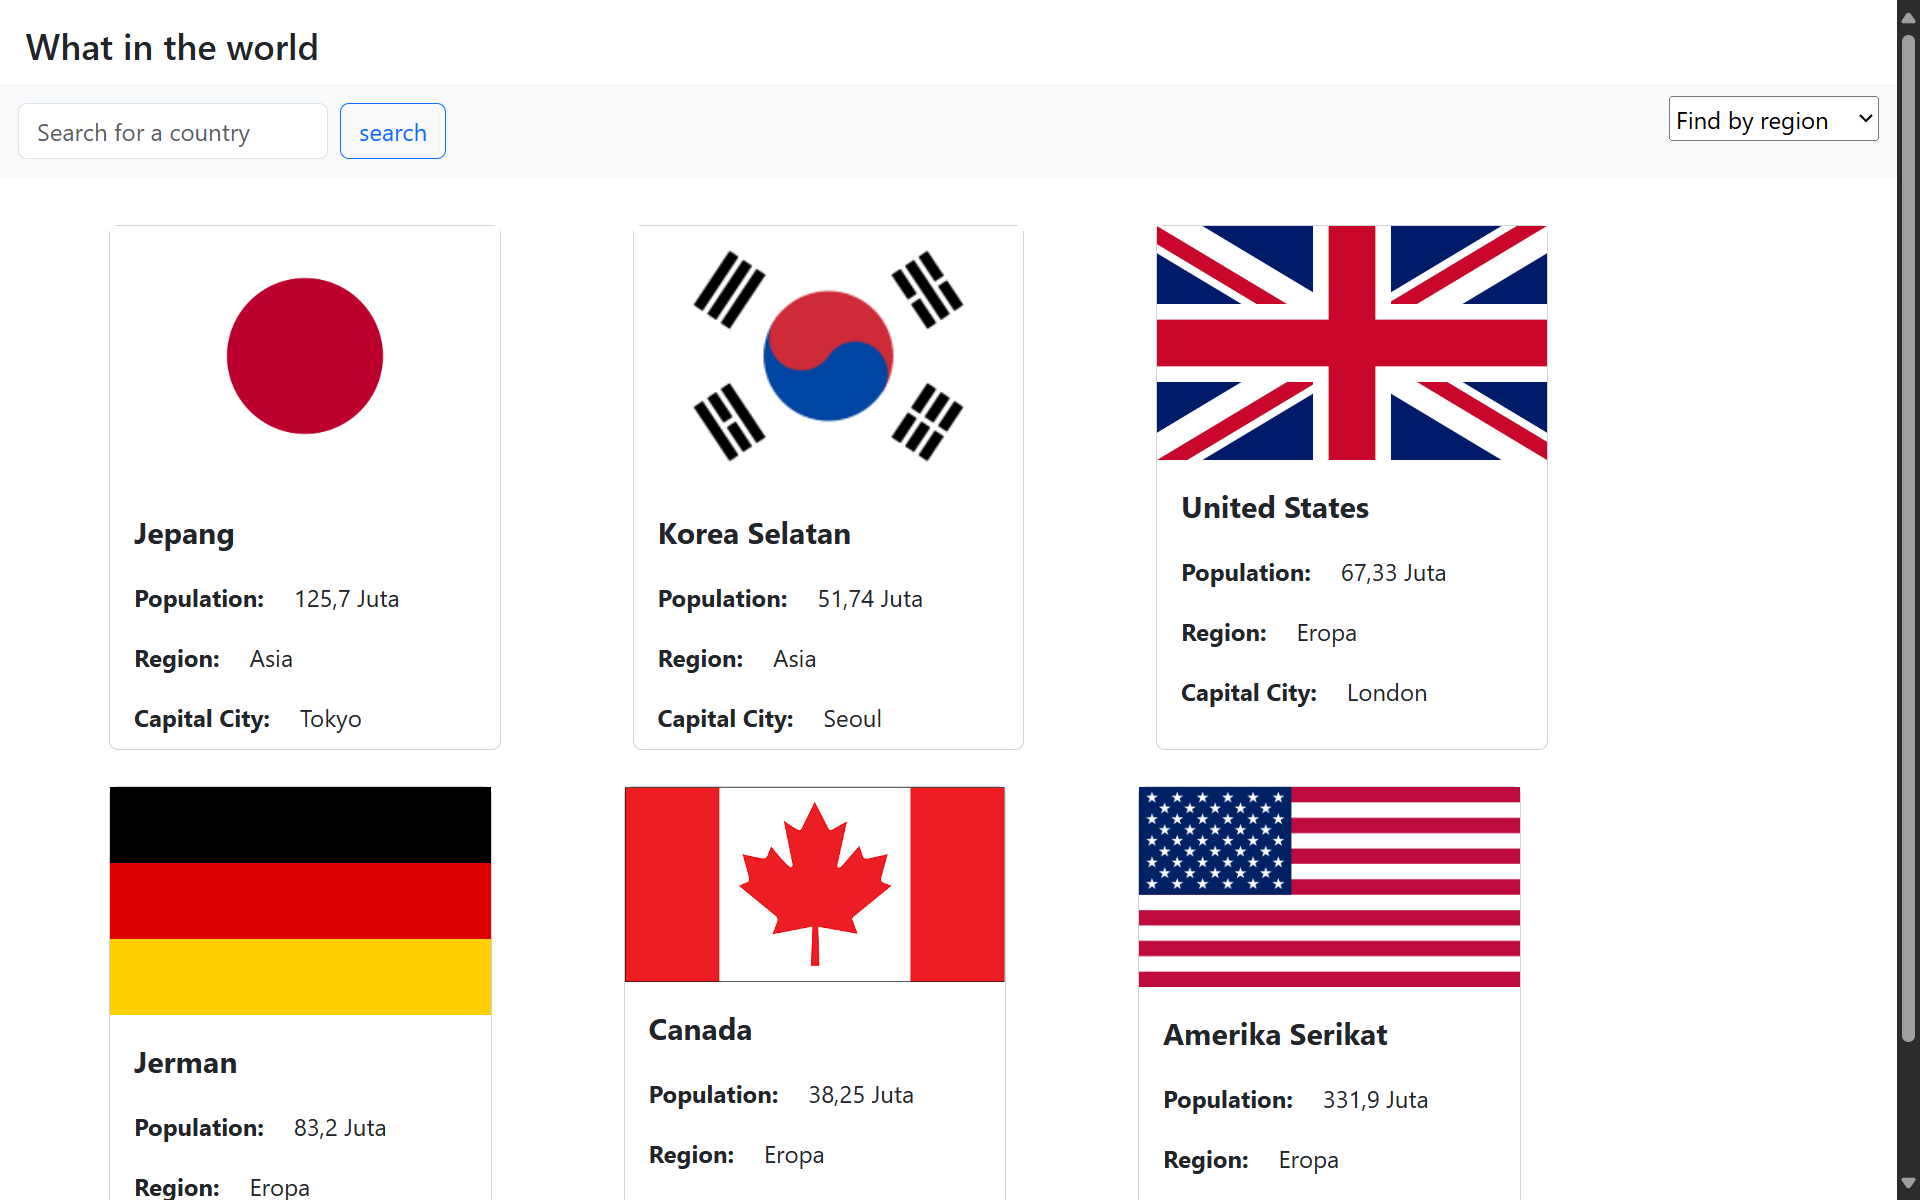 What in the world
Search for a country
search
Find by region
Jepang
Population: 125,7 Juta
Region: Asia
Capital City: Tokyo
Korea Selatan
Population: 51,74 Juta
Region: Asia
Capital City: Seoul
United States
Population: 67,33 Juta
Region: Eropa
Capital City: London
Jerman
Population: 83,2 Juta
Region: Eropa
Canada
Population: 38,25 Juta
Region: Eropa
Amerika Serikat
Population: 331,9 Juta
Region: Eropa